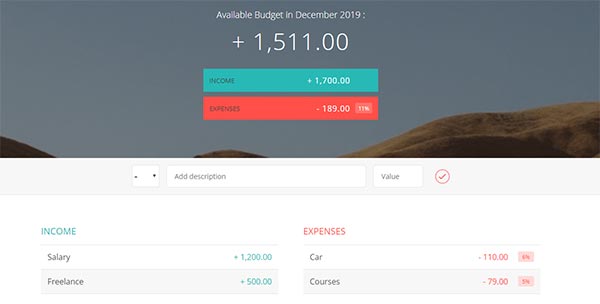 Available Budget in December 2019 :
+ 1,511.00
INCOME + 1,700.00
EXPENSES - 189.00 11%
- Add description Value
INCOME
Salary + 1,200.00
Freelance + 500.00
EXPENSES
Car - 110.00 6%
Courses - 79.00 5%